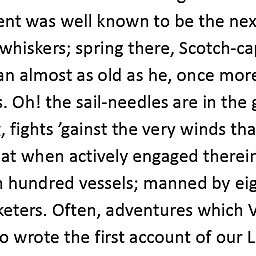 ent was well known to be the nex
whiskers; spring there, Scotch-ca
an almost as old as he, once more
s. Oh! the sail-needles are in the g
, fights ’gainst the very winds tha
at when actively engaged therein
hundred vessels; manned by eig
keters. Often, adventures which V
o wrote the first account of our L